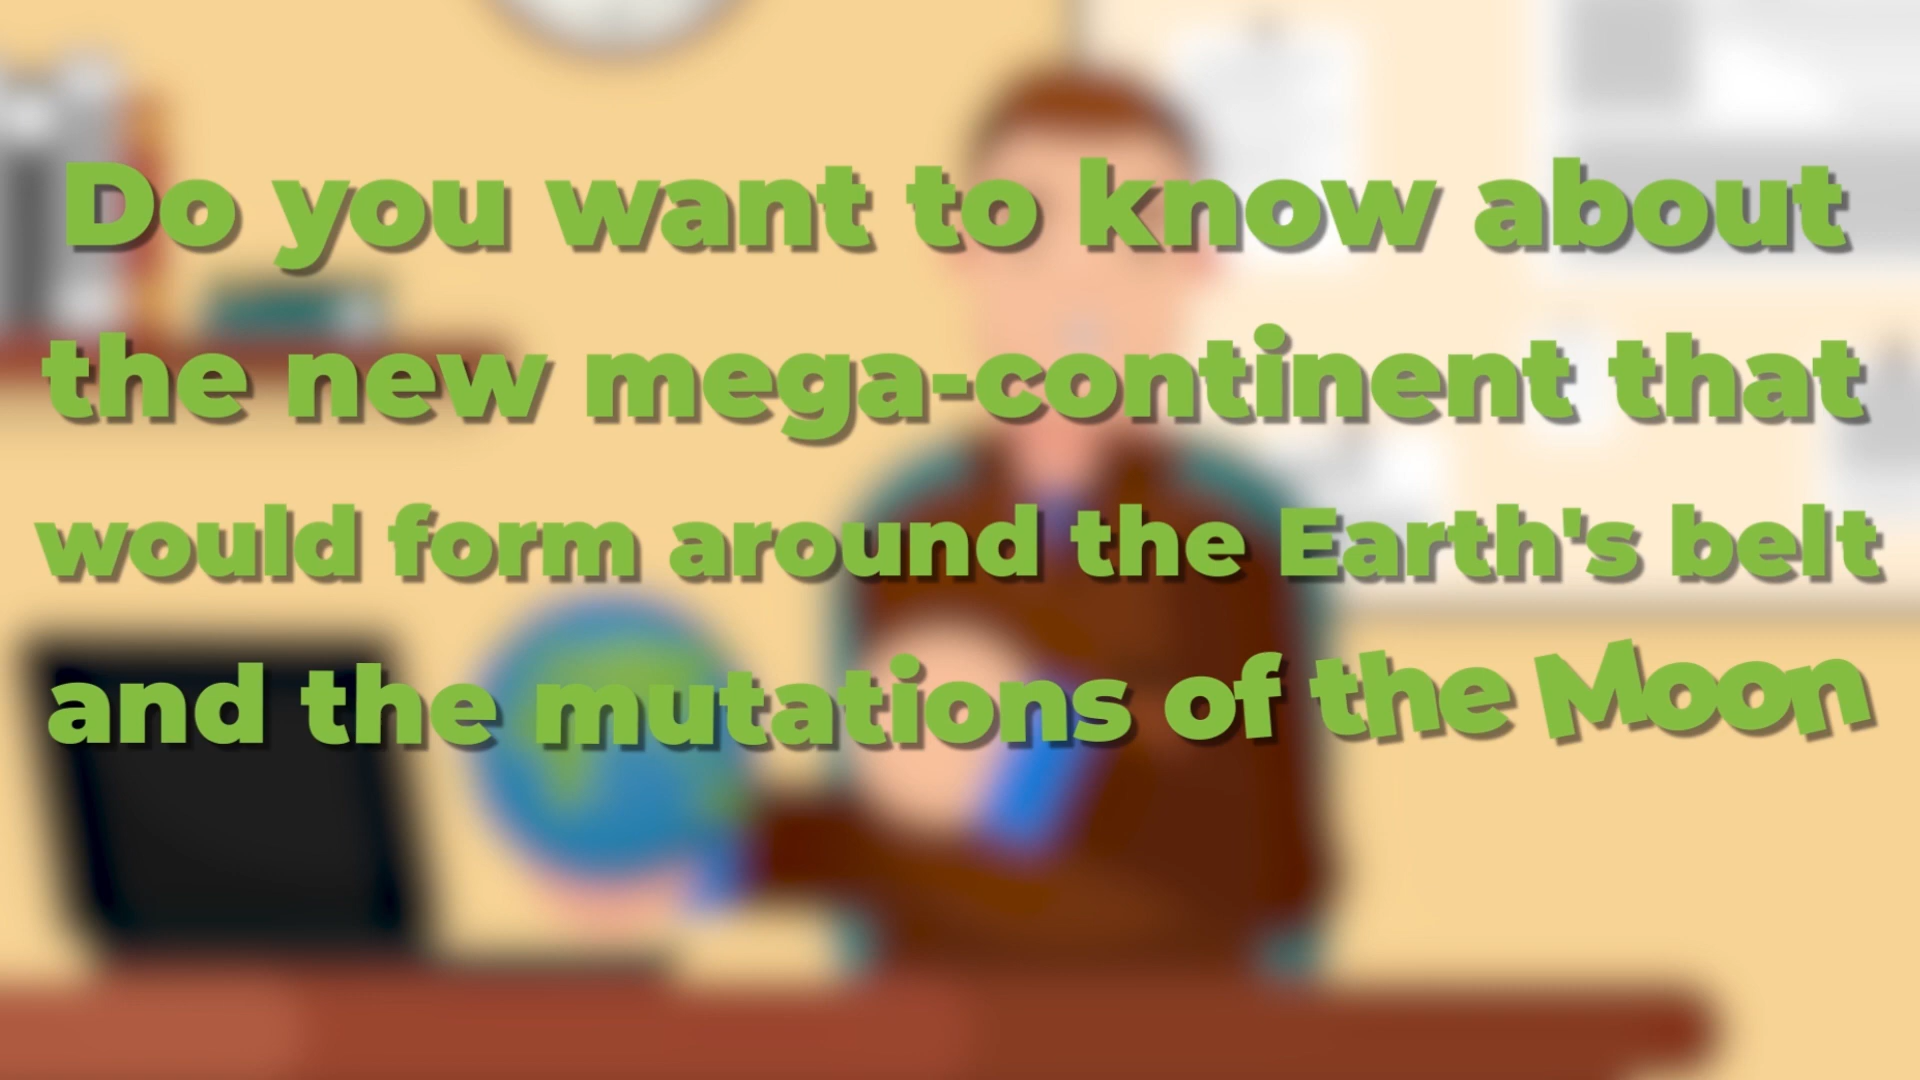 Do you want to know about
the new mega-continent that
would form around the Earth's belt
and the mutations of the Moon